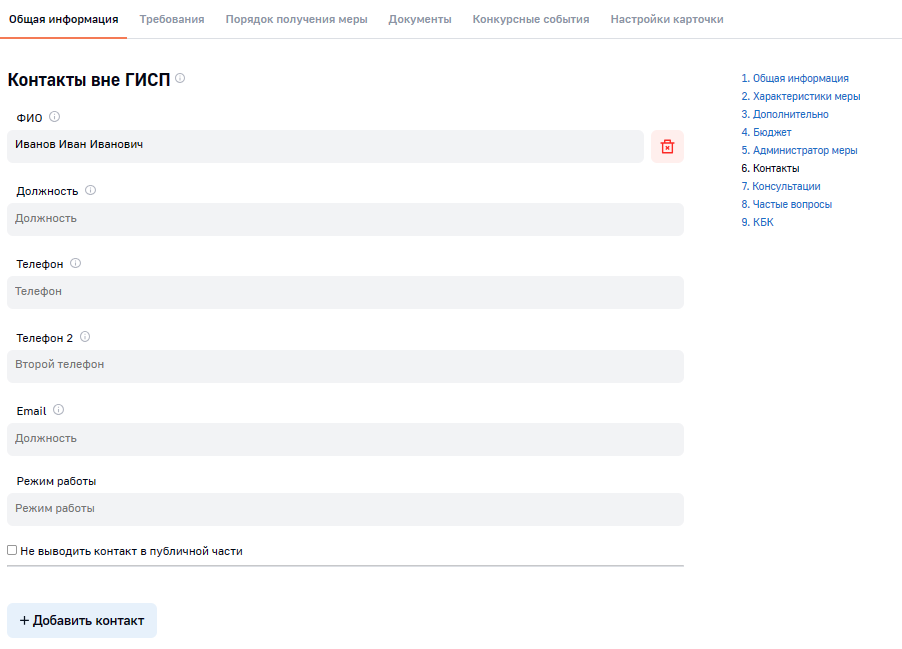 Общая информация Требования Порядок получения меры Документы Конкурсные события Настройки карточки
Контакты вне ГИСП
ФИО
Иванов Иван Иванович
Должность
Должность
Телефон
Телефон
Телефон 2
Второй телефон
Email
Должность
Режим работы
Режим работы
Не выводить контакт в публичной части
+ Добавить контакт
1. Общая информация
2. Характеристики меры
3. Дополнительно
4. Бюджет
5. Администратор меры
6. Контакты
7. Консультации
8. Частые вопросы
9. КБК